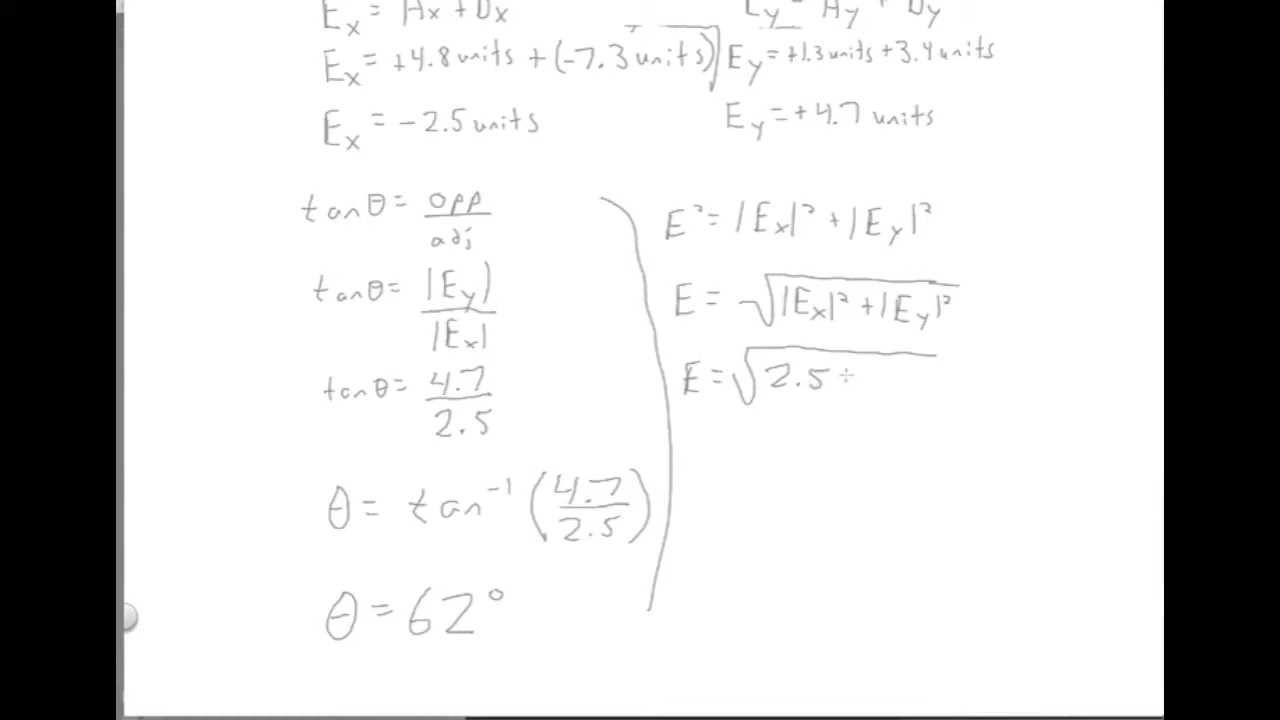 Ex = Ax + Dx
Ey = Ay + Dy
Ex = +4.8 units + (-7.3 units)
Ey = +1.3 units + 3.4 units
Ex = -2.5 units
Ey = +4.7 units
tanθ = opp/adj
tanθ = |Ey|/|Ex|
tanθ = 4.7/2.5
θ = tan⁻¹ (4.7/2.5)
θ = 62°
E² = |Ex|² + |Ey|²
E = √|Ex|² + |Ey|²
E = √2.5 +